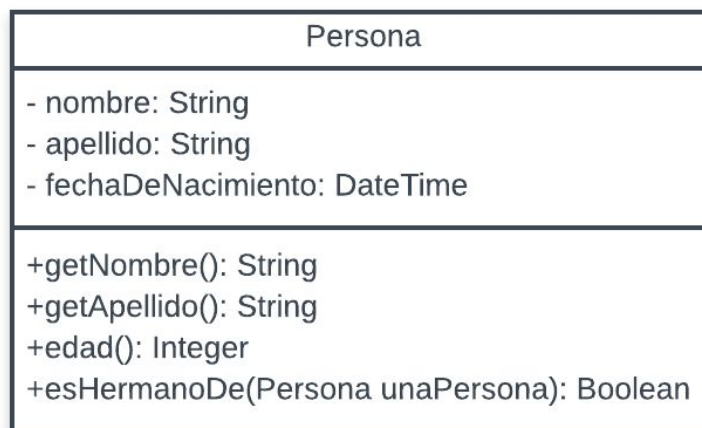 Persona
- nombre: String
- apellido: String
- fechaDeNacimiento: DateTime
+getNombre(): String
+getApellido(): String
+edad(): Integer
+esHermanoDe(Persona unaPersona): Boolean